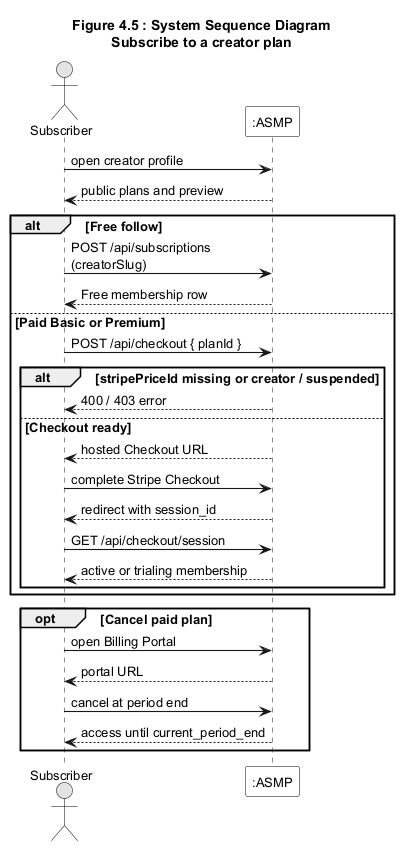 Figure 4.5 : System Sequence Diagram
Subscribe to a creator plan
Subscriber
:ASMP
open creator profile
public plans and preview
alt [Free follow]
POST /api/subscriptions
(creatorSlug)
Free membership row
[Paid Basic or Premium]
POST /api/checkout { planId }
alt [stripePriceId missing or creator / suspended]
400 / 403 error
[Checkout ready]
hosted Checkout URL
complete Stripe Checkout
redirect with session_id
GET /api/checkout/session
active or trialing membership
opt [Cancel paid plan]
open Billing Portal
portal URL
cancel at period end
access until current_period_end
Subscriber
:ASMP